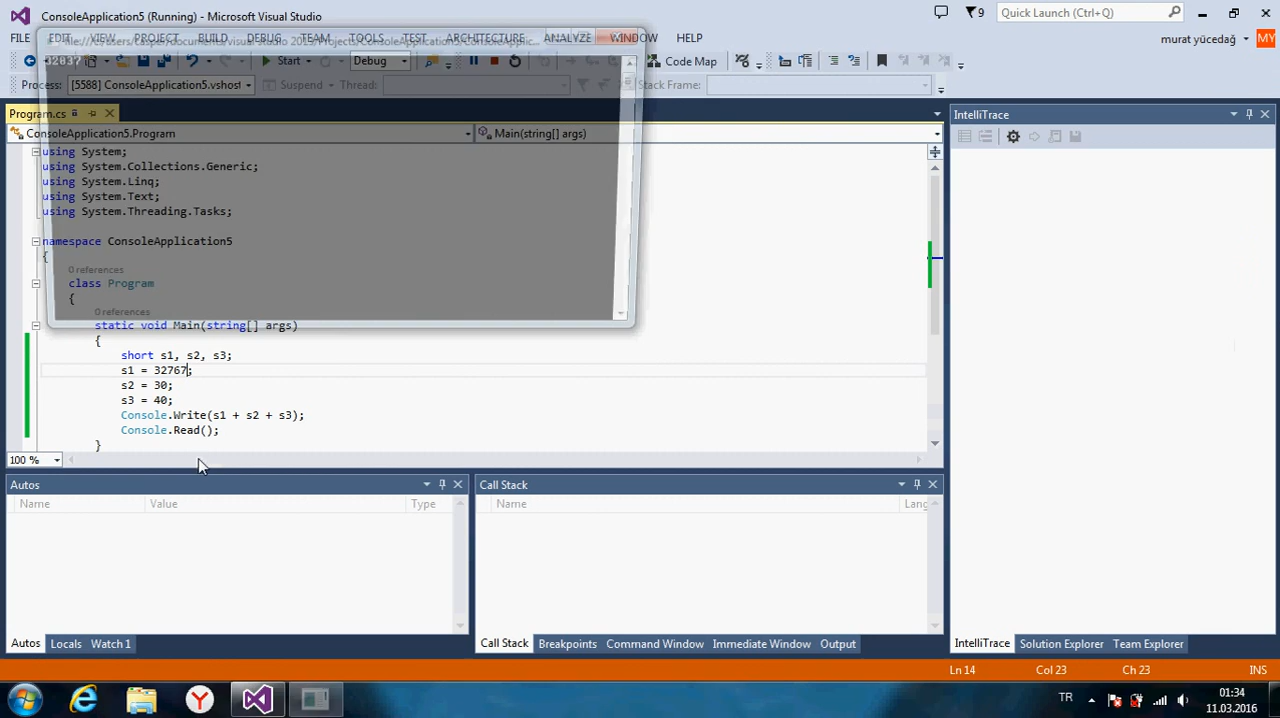 ConsoleApplication5 (Running) - Microsoft Visual Studio
9
Quick Launch (Ctrl+Q)
FILE EDIT VIEW PROJECT BUILD DEBUG TEAM TOOLS TEST ARCHITECTURE ANALYZE WINDOW HELP
murat yücedağ MY
Start Debug Code Map
32837
Process: [5588] ConsoleApplication5.vshost Suspend Thread: Stack Frame:
Program.cs
ConsoleApplication5.Program Main(string[] args)
using System;
using System.Collections.Generic;
using System.Linq;
using System.Text;
using System.Threading.Tasks;
namespace ConsoleApplication5
{
0 references
class Program
{
0 references
static void Main(string[] args)
{
short s1, s2, s3;
s1 = 32767;
s2 = 30;
s3 = 40;
Console.Write(s1 + s2 + s3);
Console.Read();
}
100 %
IntelliTrace
Autos
Name Value Type
Call Stack
Name Lang
Autos Locals Watch 1
Call Stack Breakpoints Command Window Immediate Window Output
IntelliTrace Solution Explorer Team Explorer
Ln 14 Col 23 Ch 23 INS
TR
01:34
11.03.2016